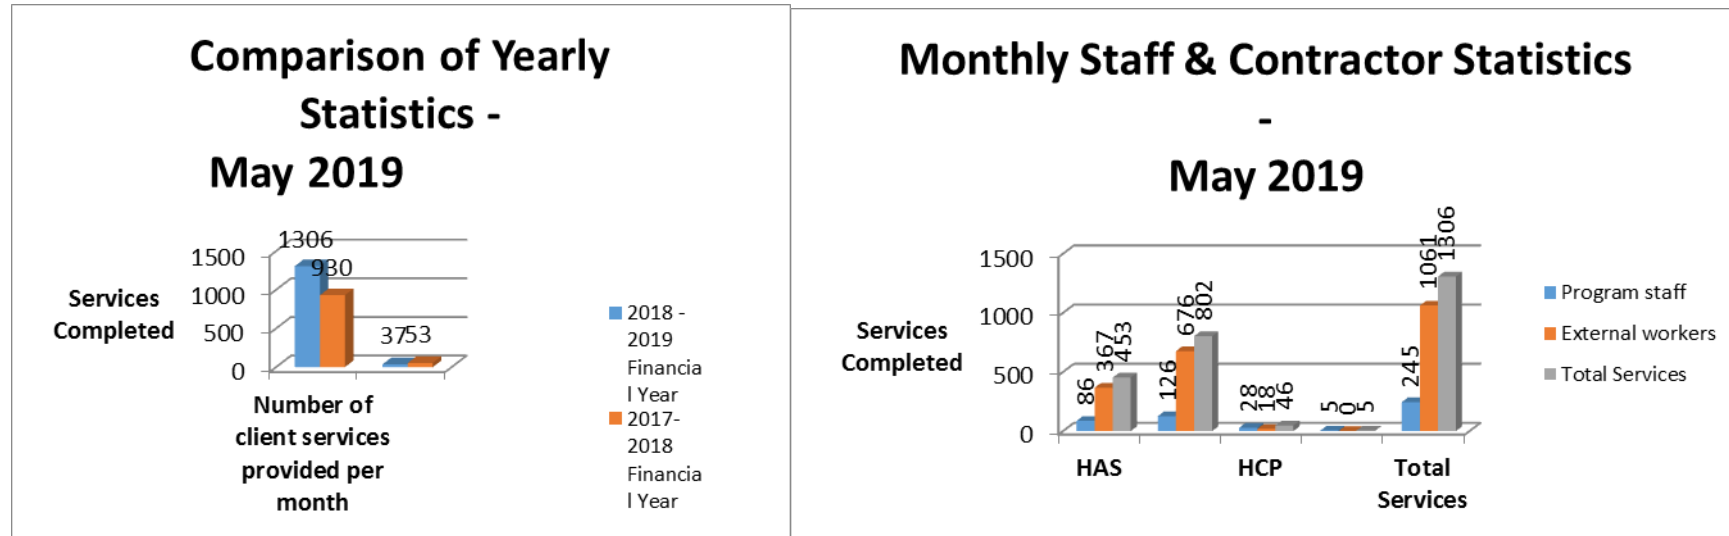 Comparison of Yearly
Statistics -
May 2019
1306
930
3753
1500
1000
500
0
Services
Completed
Number of
client services
provided per
month
2018 -
2019
Financia
l Year
2017-
2018
Financia
l Year
Monthly Staff & Contractor Statistics
-
May 2019
1500
1000
500
0
Services
Completed
86
367
453
126
676
802
28
18
46
5
0
5
245
1061
1306
HAS
HCP
Total
Services
Program staff
External workers
Total Services